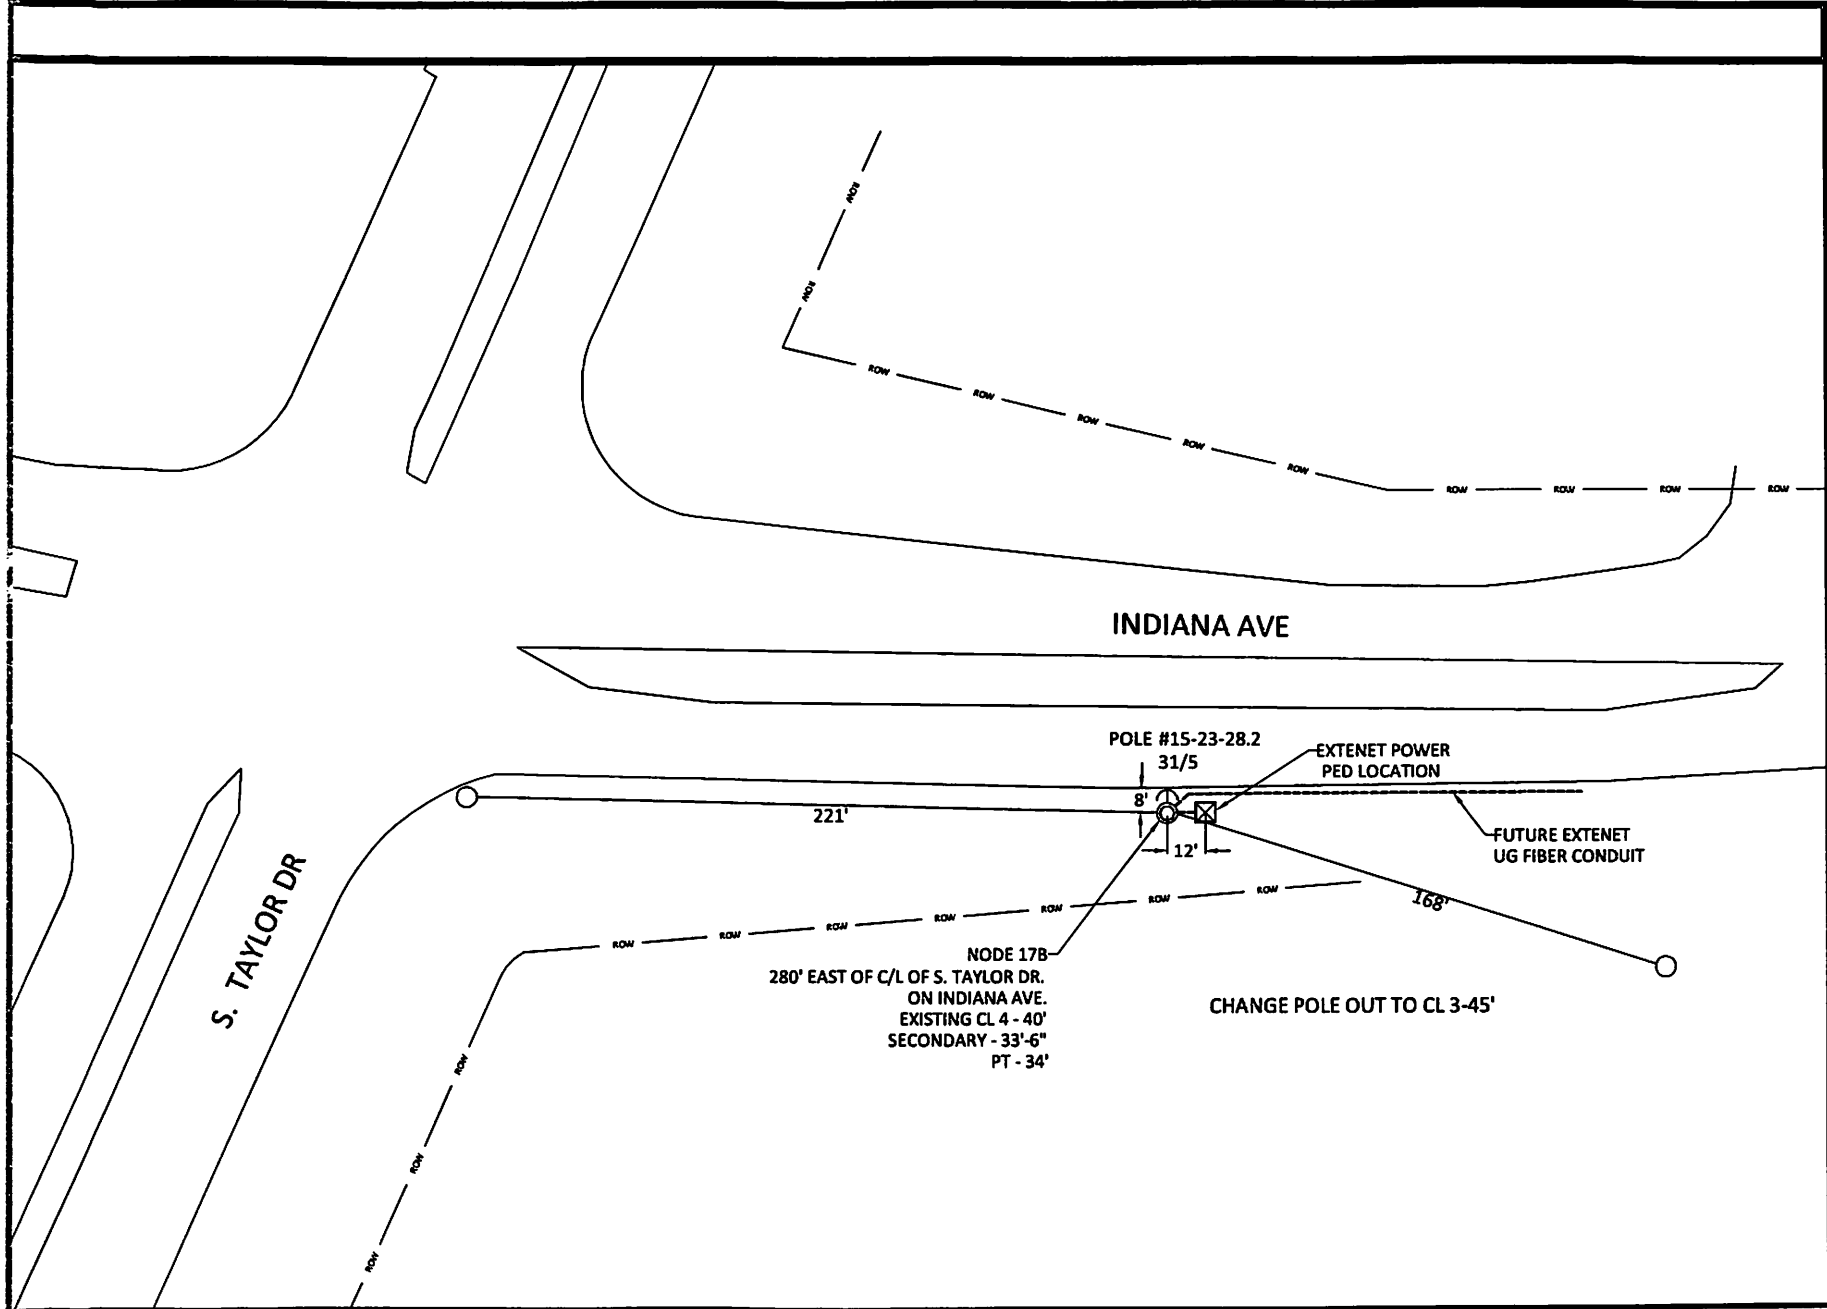 ROW
ROW
ROW
ROW
ROW
ROW
ROW
ROW
ROW
ROW
ROW
INDIANA AVE
POLE #15-23-28.2
31/5
EXTENET POWER
PED LOCATION
8'
221'
12'
FUTURE EXTENET
UG FIBER CONDUIT
168'
ROW
ROW
ROW
ROW
ROW
ROW
ROW
S. TAYLOR DR
NODE 17B
280' EAST OF C/L OF S. TAYLOR DR.
ON INDIANA AVE.
EXISTING CL 4 - 40'
SECONDARY - 33'-6"
PT - 34'
CHANGE POLE OUT TO CL 3-45'
ROW
ROW
ROW